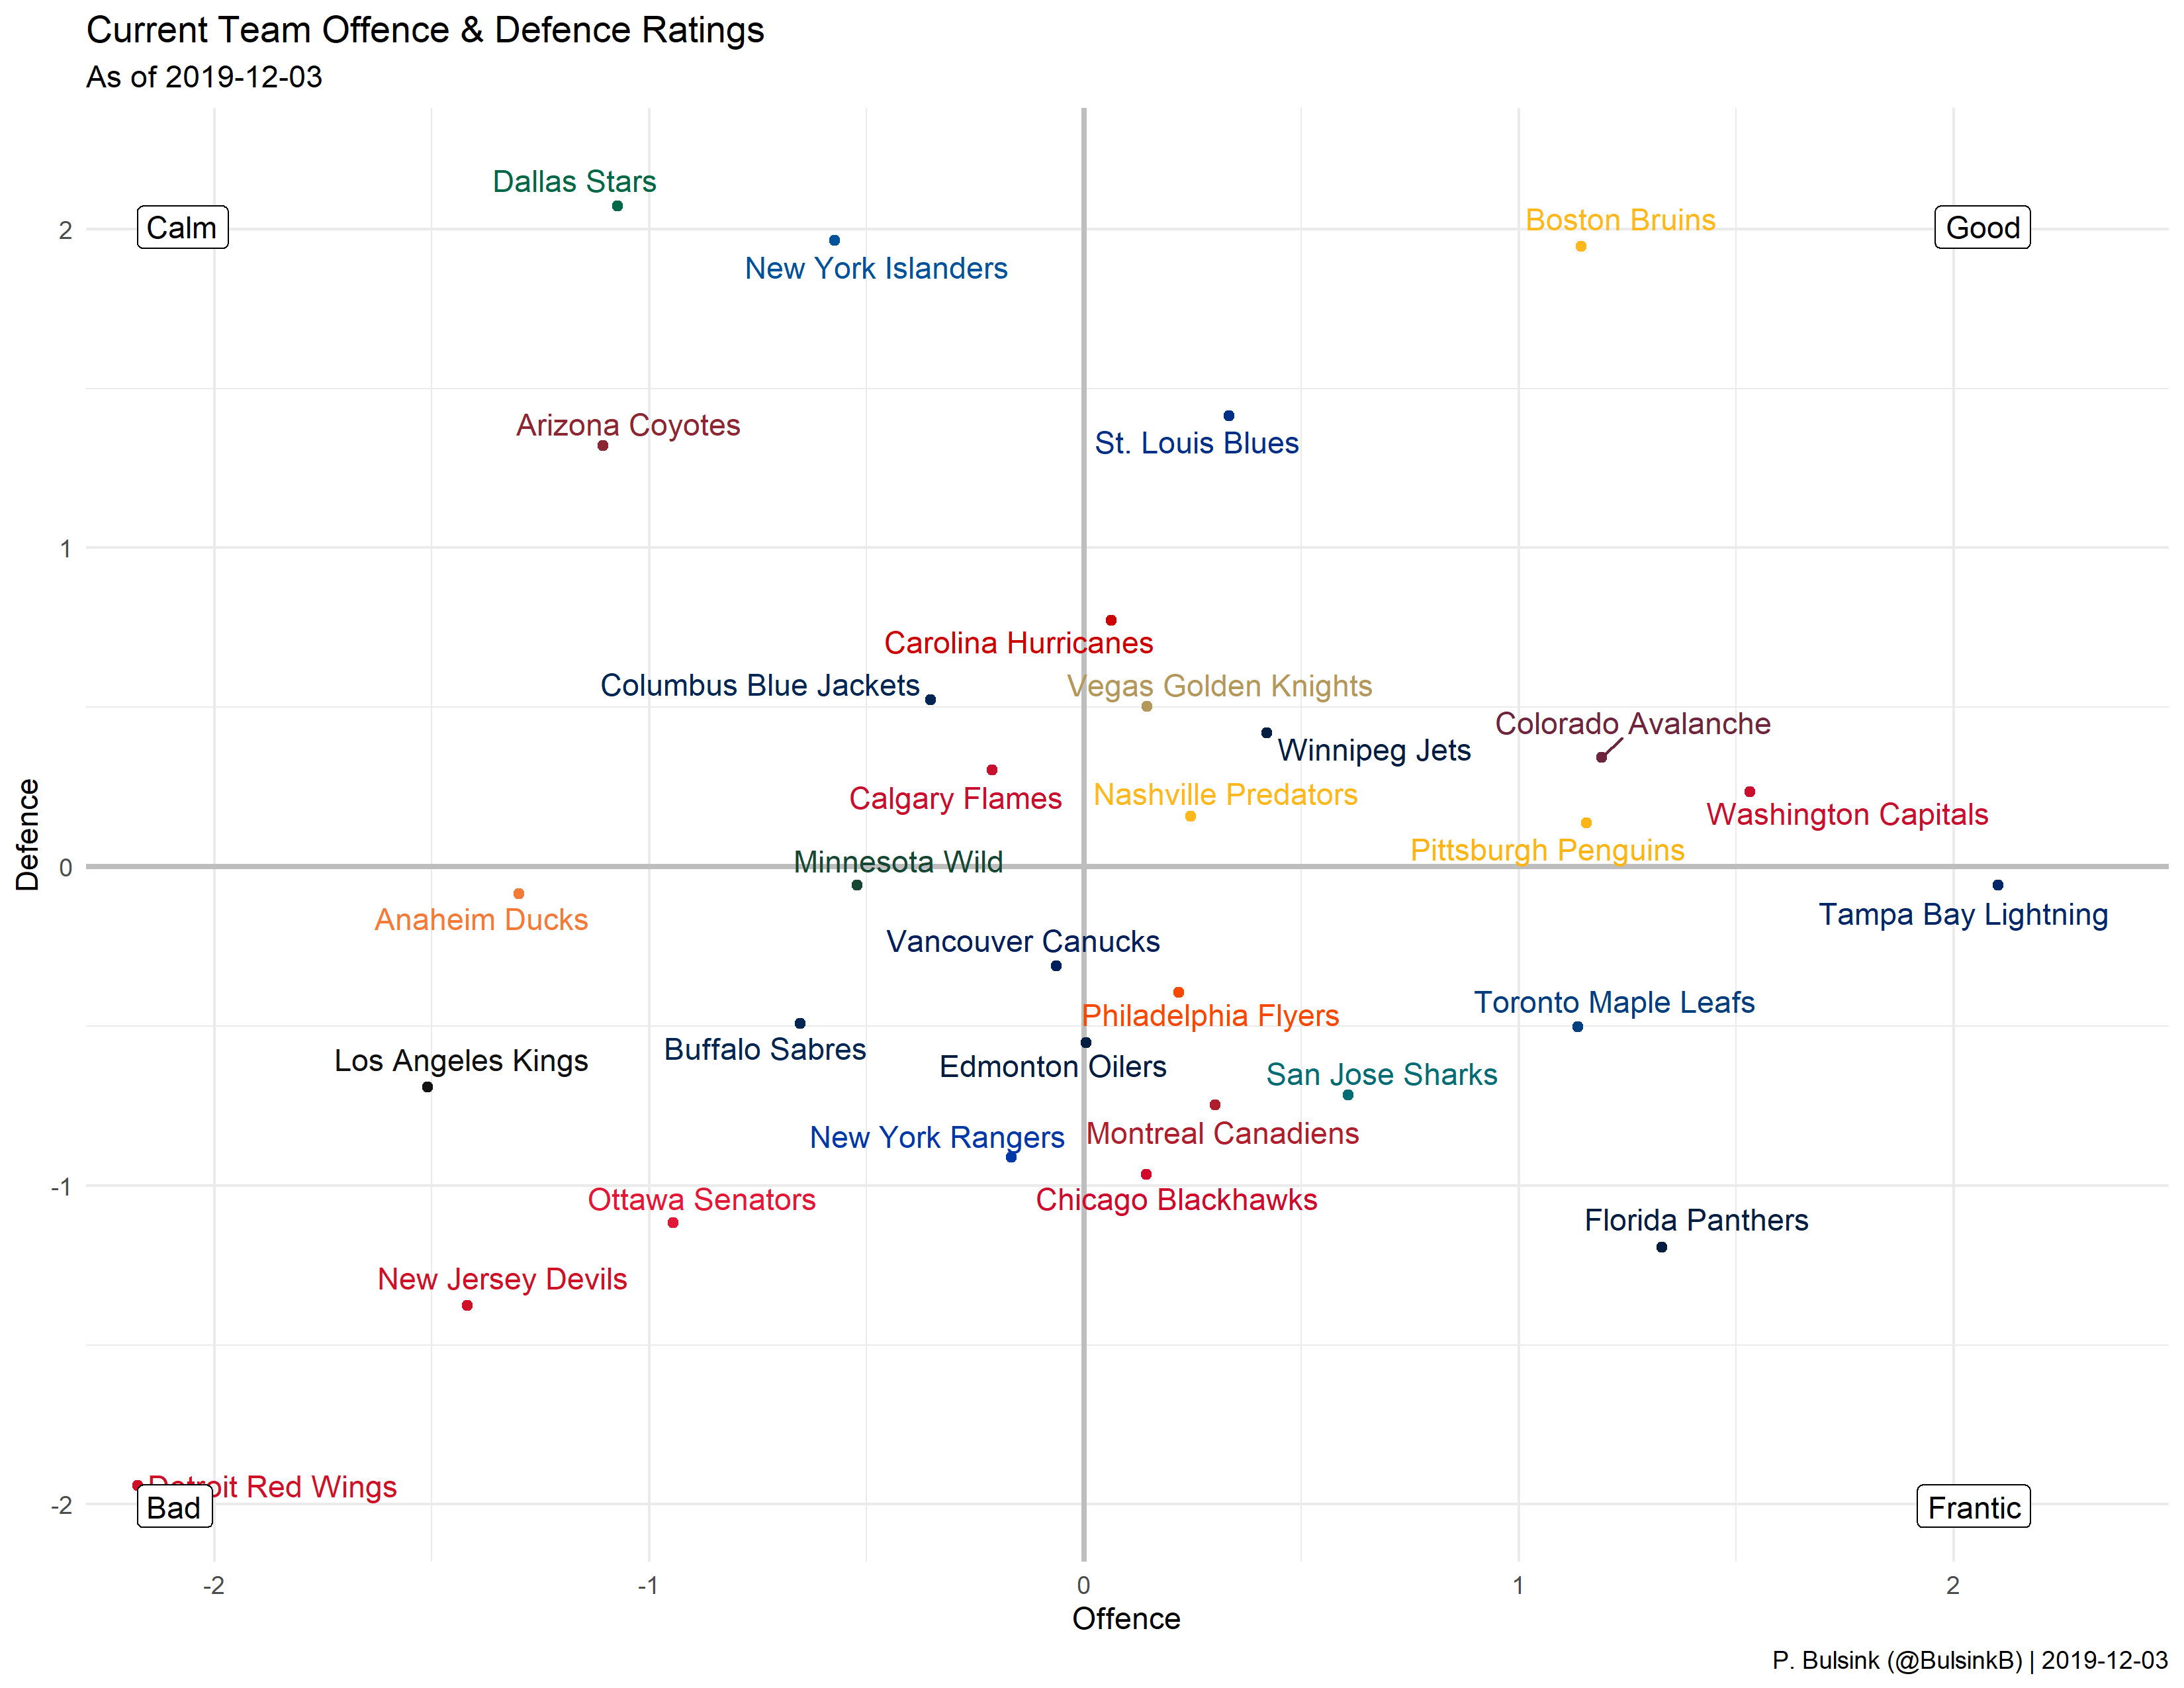 Current Team Offence & Defence Ratings
As of 2019-12-03
Dallas Stars
Calm
Boston Bruins
Good
2
New York Islanders
Arizona Coyotes
St. Louis Blues
1
Carolina Hurricanes
Columbus Blue Jackets
Vegas Golden Knights
Colorado Avalanche
Winnipeg Jets
Calgary Flames
Nashville Predators
Washington Capitals
Defence
Pittsburgh Penguins
Minnesota Wild
0
Anaheim Ducks
Tampa Bay Lightning
Vancouver Canucks
Toronto Maple Leafs
Philadelphia Flyers
Buffalo Sabres
Los Angeles Kings
Edmonton Oilers
San Jose Sharks
New York Rangers
Montreal Canadiens
-1
Ottawa Senators
Chicago Blackhawks
Florida Panthers
New Jersey Devils
Detroit Red Wings
-2
Bad
Frantic
-2
-1
0
1
2
Offence
P. Bulsink (@BulsinkB) | 2019-12-03